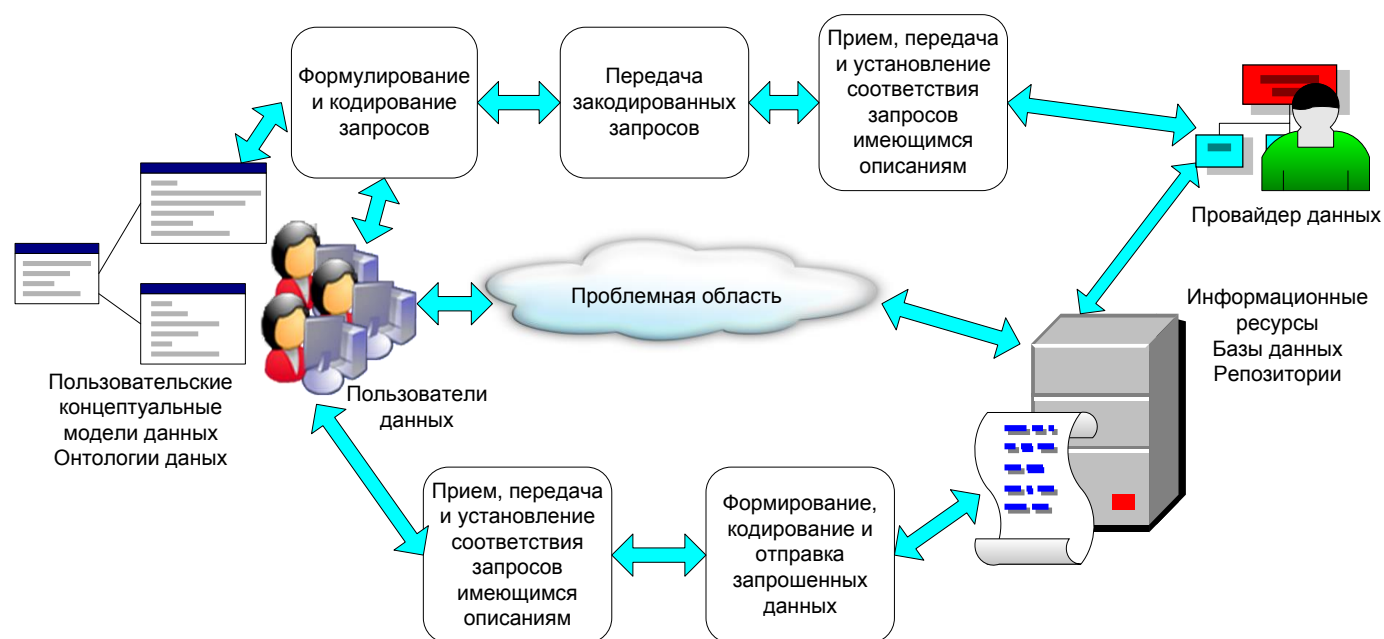 Формулирование
и кодирование
запросов
Передача
закодированных
запросов
Прием, передача
и установление
соответствия
запросов
имеющимся
описаниям
Провайдер данных
Проблемная область
Информационные
ресурсы
Базы данных
Репозитории
Пользовательские
концептуальные
модели данных
Онтологии даных
Пользователи
данных
Прием, передача
и установление
соответствия
запросов
имеющимся
описаниям
Формирование,
кодирование и
отправка
запрошенных
данных